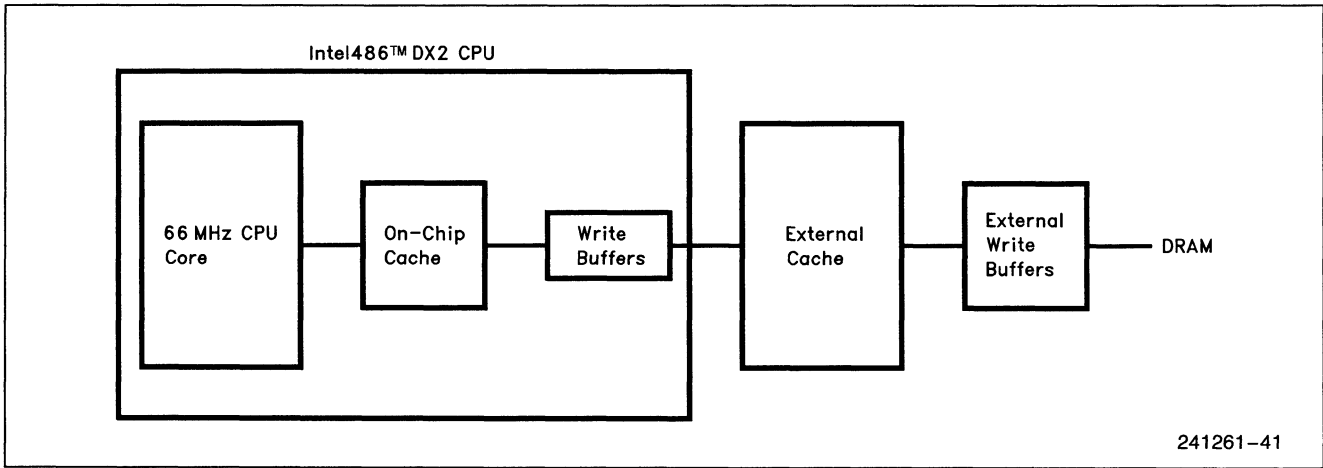 Intel486™ DX2 CPU
66 MHz CPU
Core
On-Chip
Cache
Write
Buffers
External
Cache
External
Write
Buffers
DRAM
241261-41